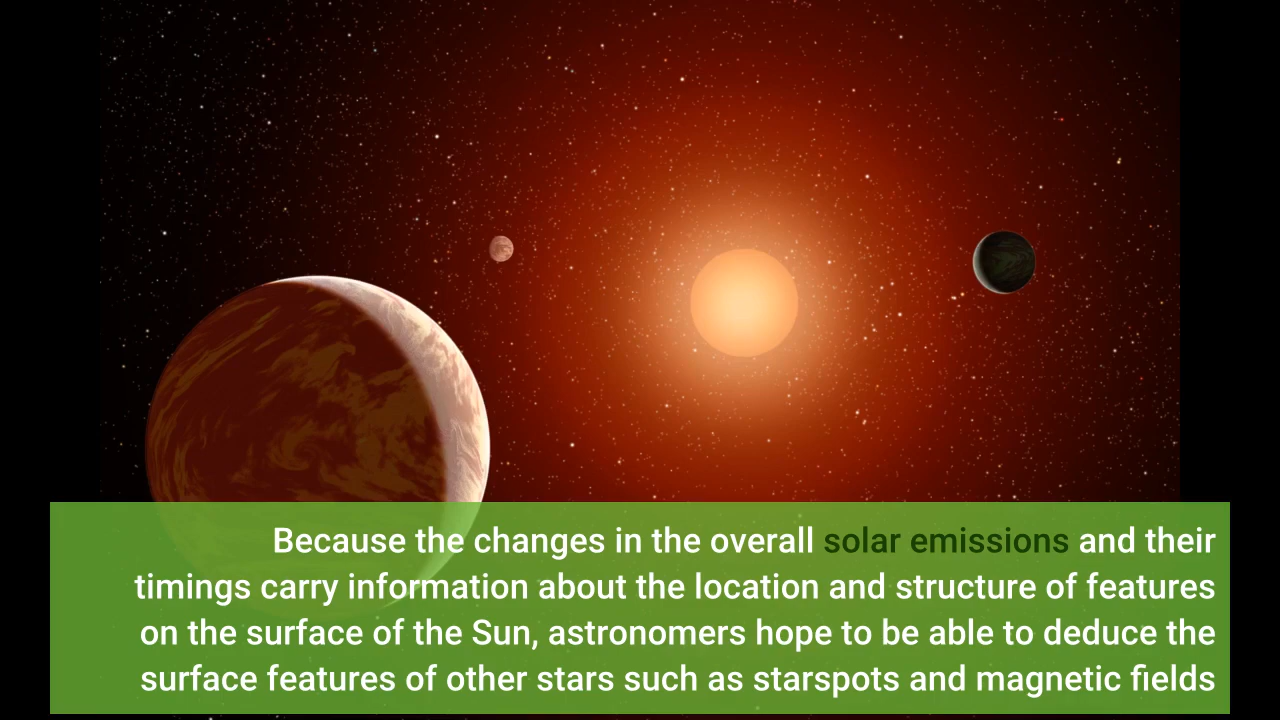 Because the changes in the overall solar emissions and their
timings carry information about the location and structure of features
on the surface of the Sun, astronomers hope to be able to deduce the
surface features of other stars such as starspots and magnetic fields